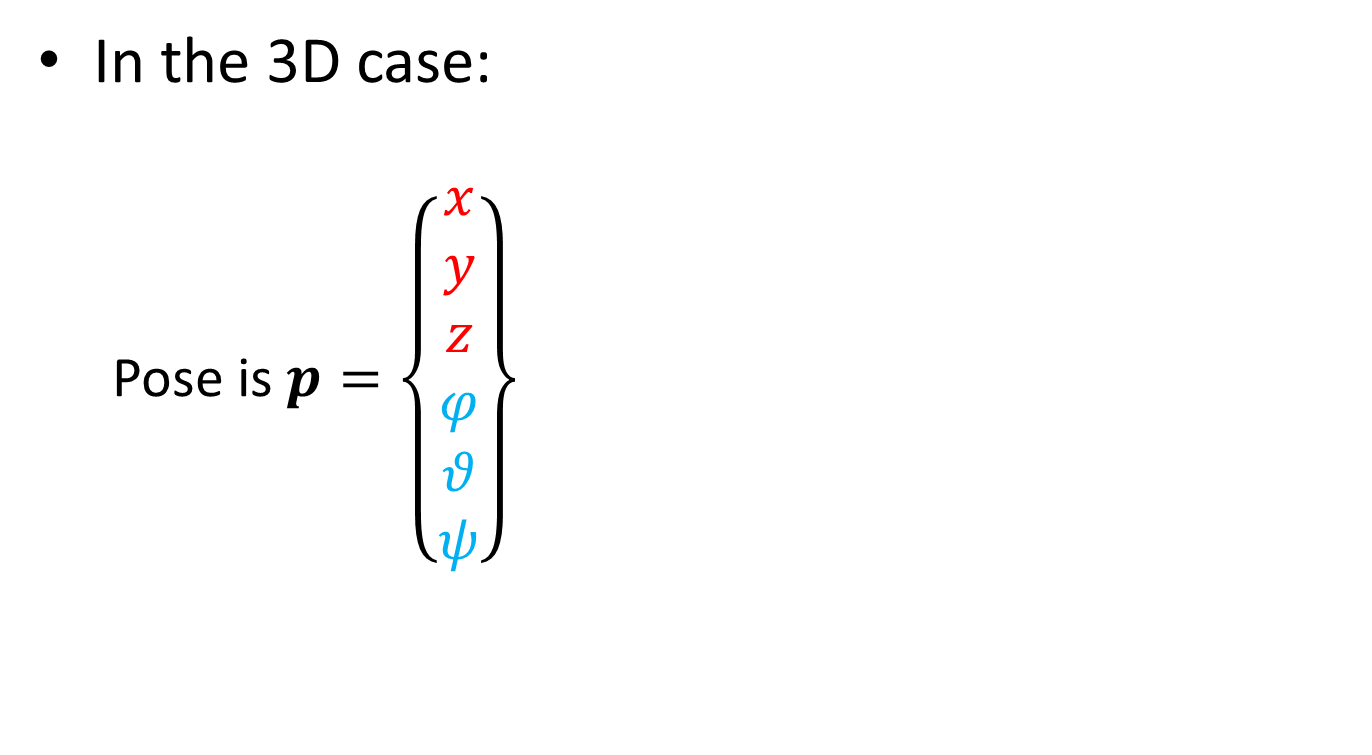 • In the 3D case:
x
y
z
Pose is p =
φ
ϑ
ψ